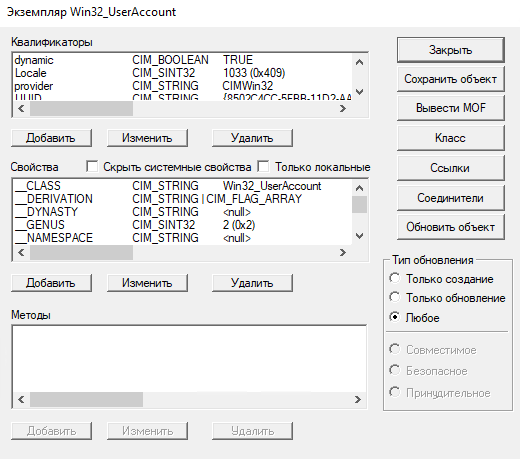 Экземпляр Win32_UserAccount
Квалификаторы
dynamic CIM_BOOLEAN TRUE
Locale CIM_SINT32 1033 (0x409)
provider CIM_STRING CIMWin32
UUID CIM_STRING {8502C4CC-5FBB-11D2-AA
Добавить Изменить Удалить
Свойства Скрыть системные свойства Только локальные
__CLASS CIM_STRING Win32_UserAccount
__DERIVATION CIM_STRING | CIM_FLAG_ARRAY
__DYNASTY CIM_STRING <null>
__GENUS CIM_SINT32 2 (0x2)
__NAMESPACE CIM_STRING <null>
Добавить Изменить Удалить
Методы
Добавить Изменить Удалить
Закрыть
Сохранить объект
Вывести MOF
Класс
Ссылки
Соединители
Обновить объект
Тип обновления
Только создание
Только обновление
Любое
Совместимое
Безопасное
Принудительное